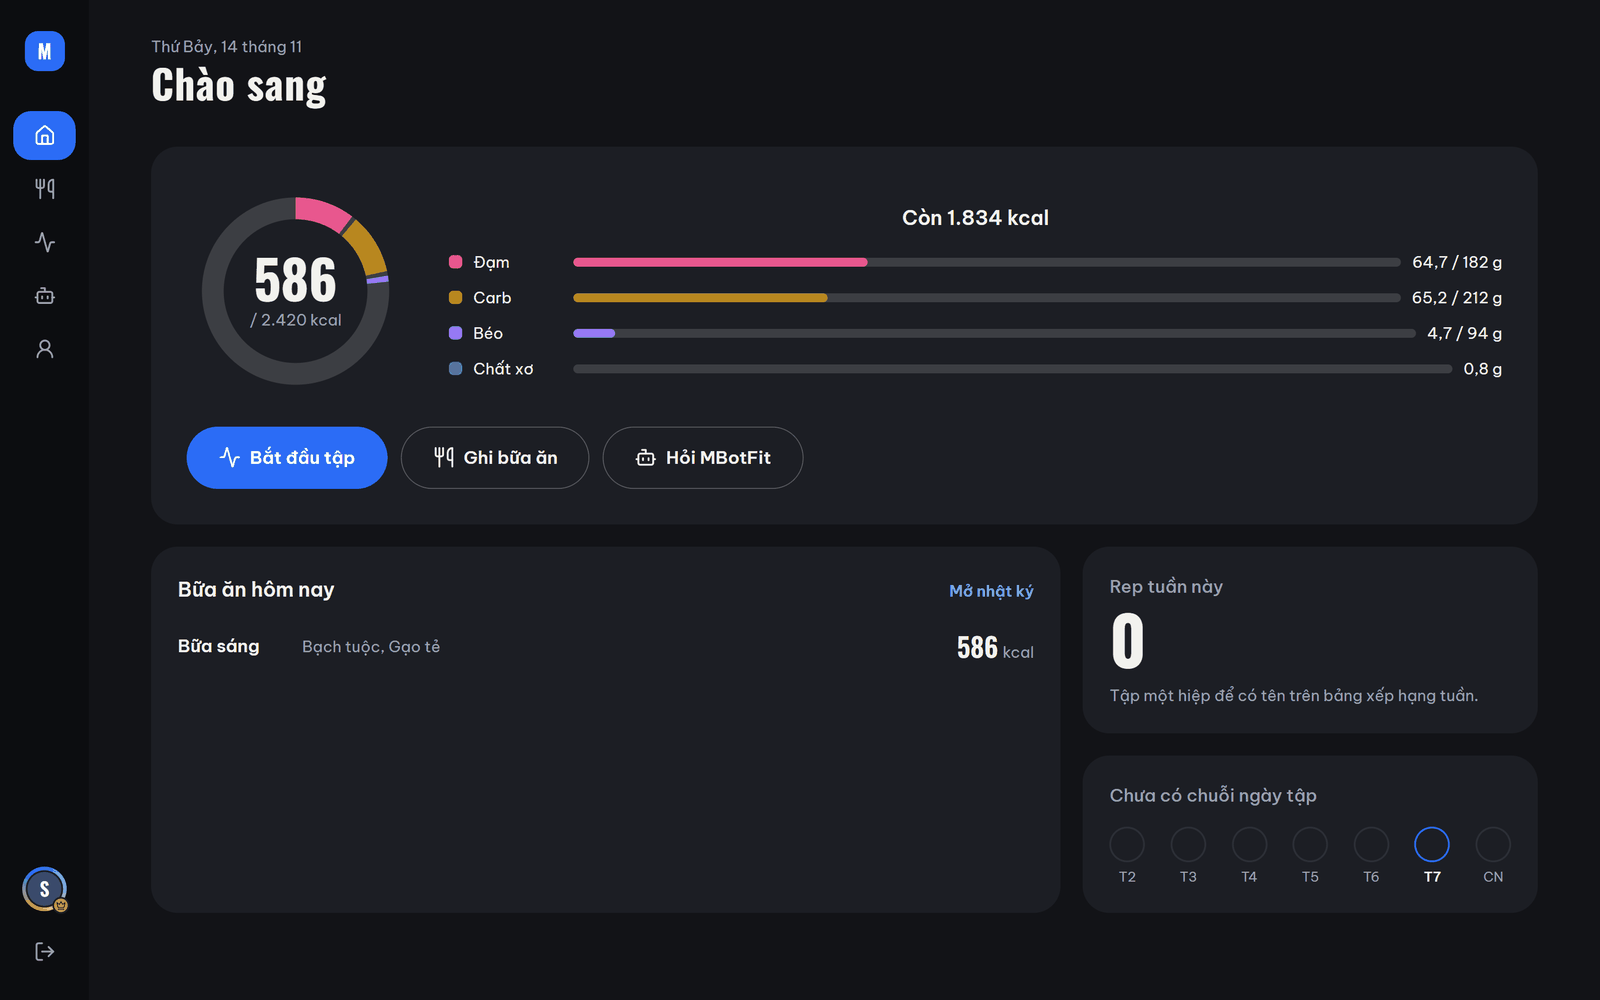 M
Thứ Bảy, 14 tháng 11
Chào sang
586
/ 2.420 kcal
Còn 1.834 kcal
Đạm 64,7 / 182 g
Carb 65,2 / 212 g
Béo 4,7 / 94 g
Chất xơ 0,8 g
Bắt đầu tập
Ghi bữa ăn
Hỏi MBotFit
Bữa ăn hôm nay
Mở nhật ký
Bữa sáng Bạch tuộc, Gạo tẻ 586 kcal
Rep tuần này
0
Tập một hiệp để có tên trên bảng xếp hạng tuần.
Chưa có chuỗi ngày tập
T2 T3 T4 T5 T6 T7 CN
S